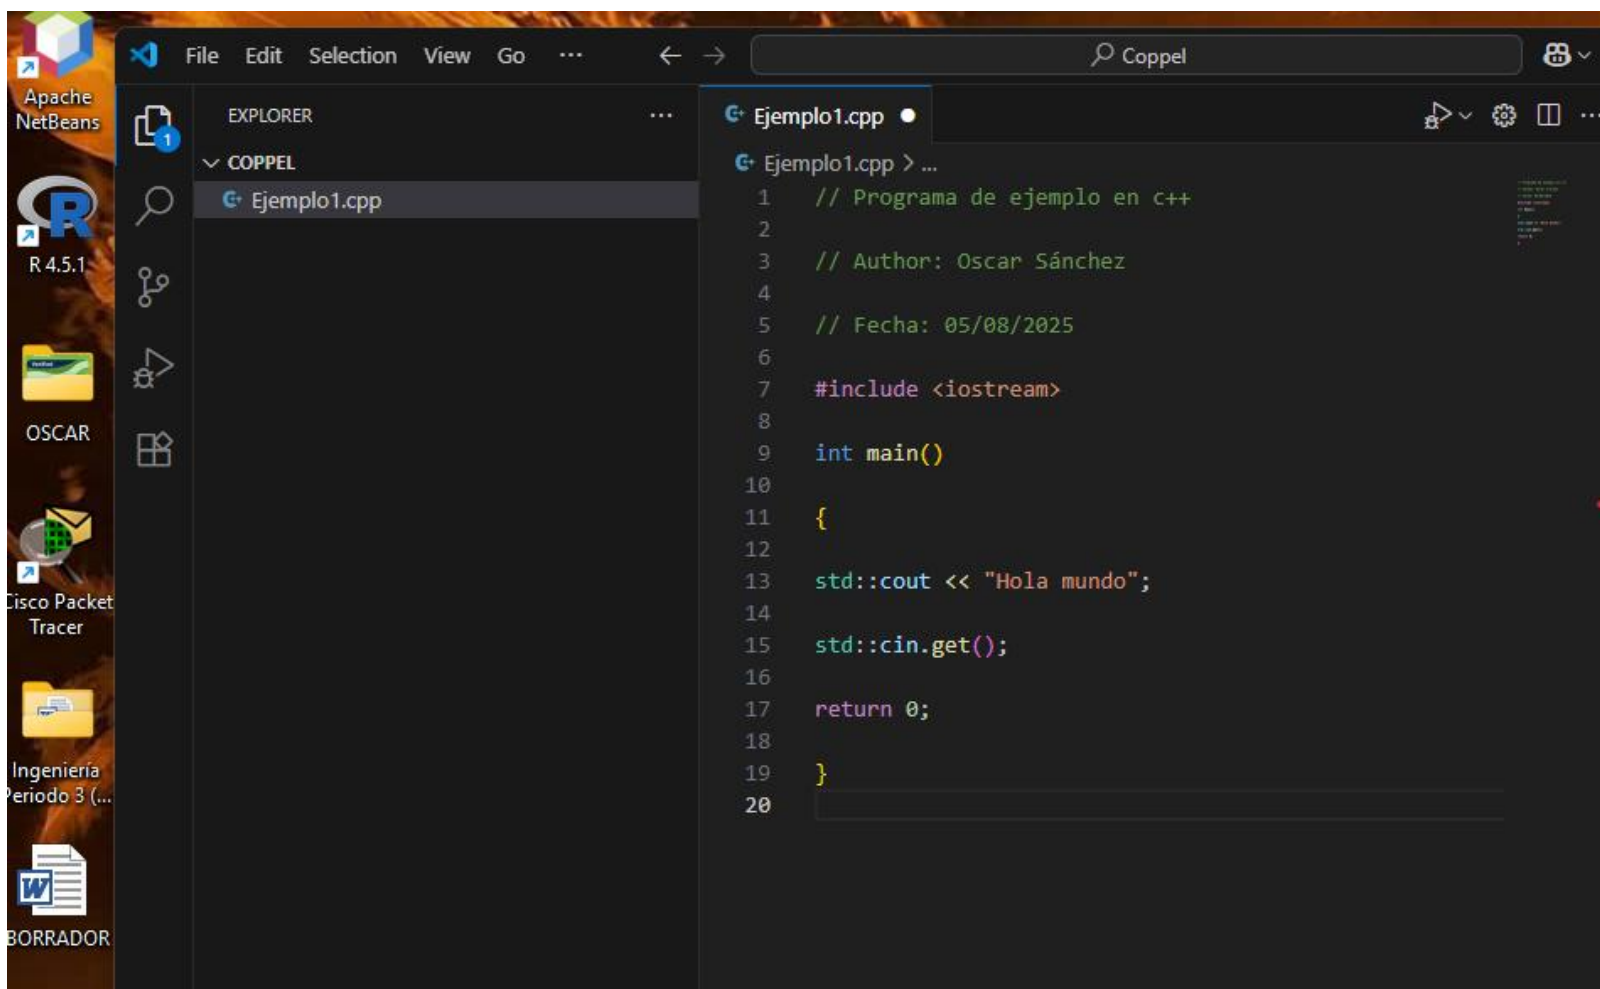 Apache
NetBeans
R 4.5.1
OSCAR
Cisco Packet
Tracer
Ingeniería
Periodo 3 (...
BORRADOR
File Edit Selection View Go ···
Coppel
EXPLORER ···
1
COPPEL
Ejemplo1.cpp
Ejemplo1.cpp ●
Ejemplo1.cpp > ...
1 // Programa de ejemplo en c++
2
3 // Author: Oscar Sánchez
4
5 // Fecha: 05/08/2025
6
7 #include <iostream>
8
9 int main()
10
11 {
12
13 std::cout << "Hola mundo";
14
15 std::cin.get();
16
17 return 0;
18
19 }
20